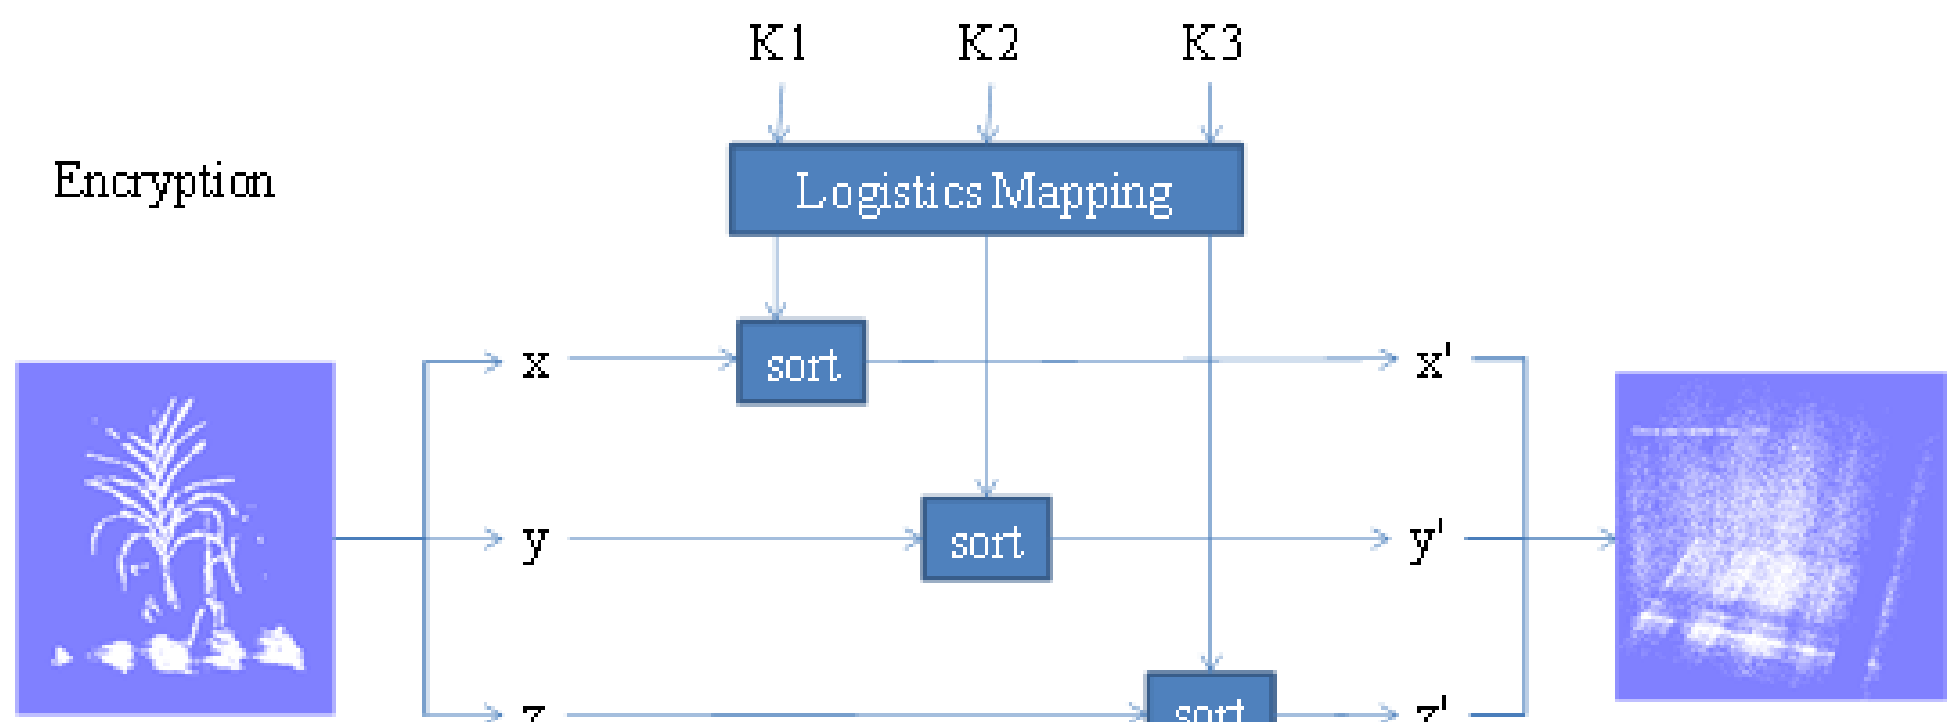 K1 K2 K3
Encryption
Logistics Mapping
x sort x'
y sort y'
z sort z'